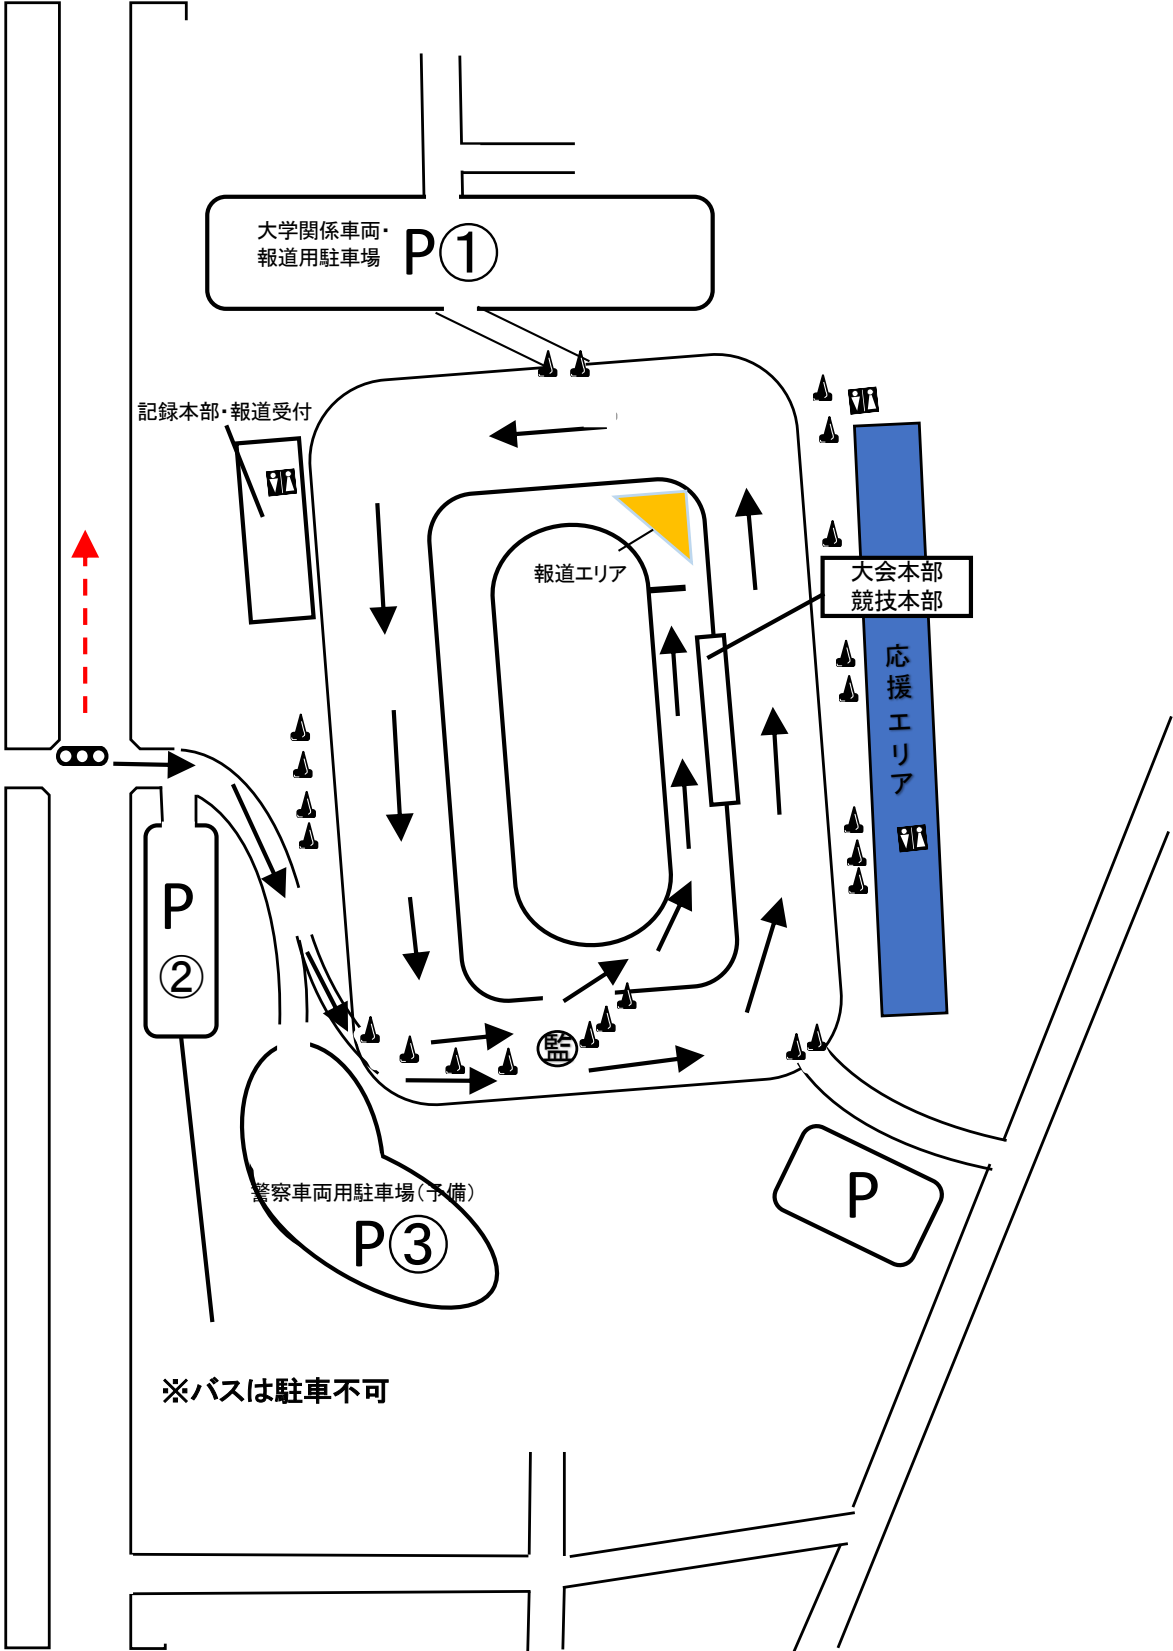 大学関係車両・
報道用駐車場
P①
記録本部・報道受付
報道エリア
大会本部
競技本部
応援エリア
P
②
監
警察車両用駐車場（予備）
P③
P
※バスは駐車不可